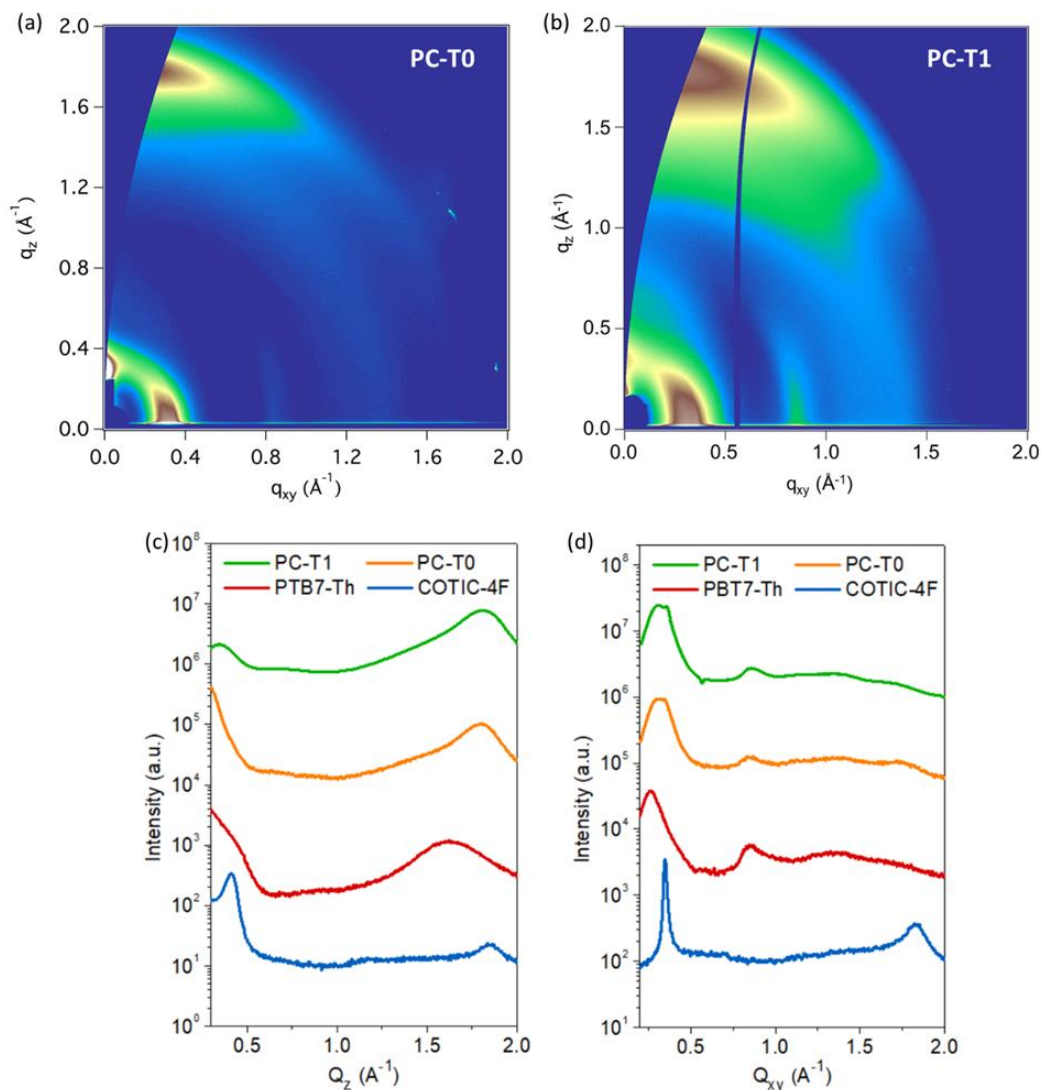 (a)
PC-T0
2.0
1.6
1.2
0.8
0.4
0.0
qz (Å-1)
0.0 0.4 0.8 1.2 1.6 2.0
qxy (Å-1)
(b)
PC-T1
2.0
1.5
1.0
0.5
0.0
qz (Å-1)
0.0 0.5 1.0 1.5 2.0
qxy (Å-1)
(c)
PC-T1 PC-T0
PTB7-Th COTIC-4F
10⁸
10⁷
10⁶
10⁵
10⁴
10³
10²
10¹
10⁰
Intensity (a.u.)
0.5 1.0 1.5 2.0
Qz (A-1)
(d)
PC-T1 PC-T0
PBT7-Th COTIC-4F
10⁸
10⁷
10⁶
10⁵
10⁴
10³
10²
10¹
Intensity (a.u.)
0.5 1.0 1.5 2.0
Qxy (A-1)